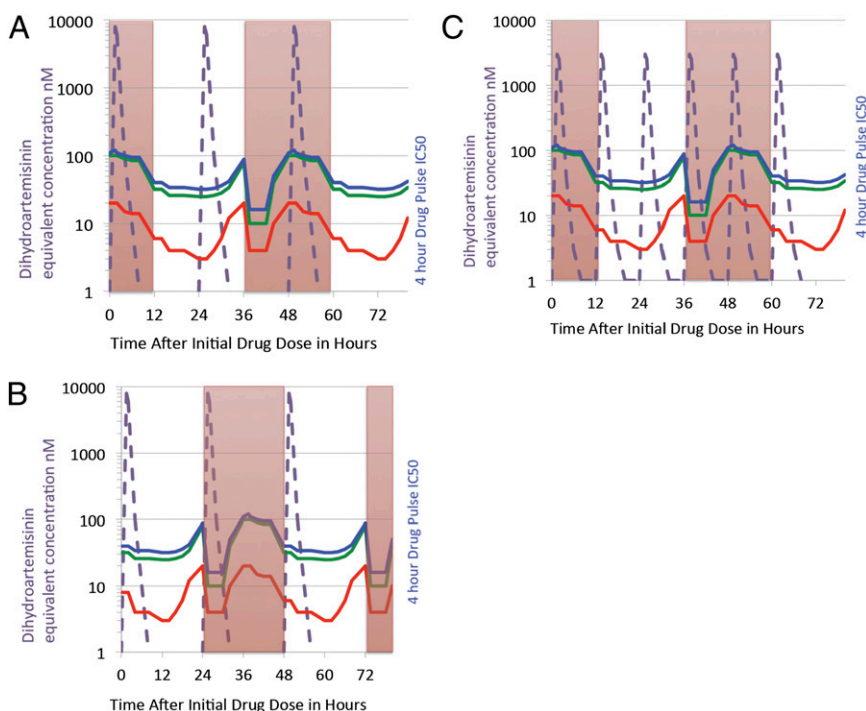 A
10000
1000
100
10
1
Dihydroartemisinin
equivalent concentration nM
4 hour Drug Pulse IC50
0 12 24 36 48 60 72
Time After Initial Drug Dose in Hours
C
10000
1000
100
10
1
Dihydroartemisinin
equivalent concentration nM
4 hour Drug Pulse IC50
0 12 24 36 48 60 72
Time After Initial Drug Dose in Hours
B
10000
1000
100
10
1
Dihydroartemisinin
equivalent concentration nM
4 hour Drug Pulse IC50
0 12 24 36 48 60 72
Time After Initial Drug Dose in Hours